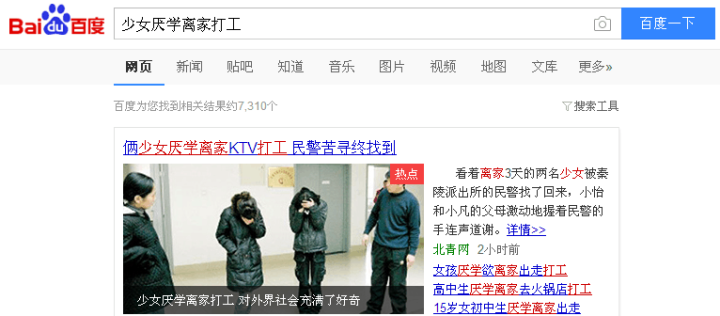 Bai du 百度
少女厌学离家打工
百度一下
网页 新闻 贴吧 知道 音乐 图片 视频 地图 文库 更多»
百度为您找到相关结果约7,310个
搜索工具
俩少女厌学离家KTV打工 民警苦寻终找到
热点
少女厌学离家打工 对外界社会充满了好奇
看着离家3天的两名少女被秦
陵派出所的民警找了回来，小怡
和小凡的父母激动地握着民警的
手连声道谢。详情>>
北青网 2小时前
女孩厌学欲离家出走打工
高中生厌学离家去火锅店打工
15岁女初中生厌学离家出走